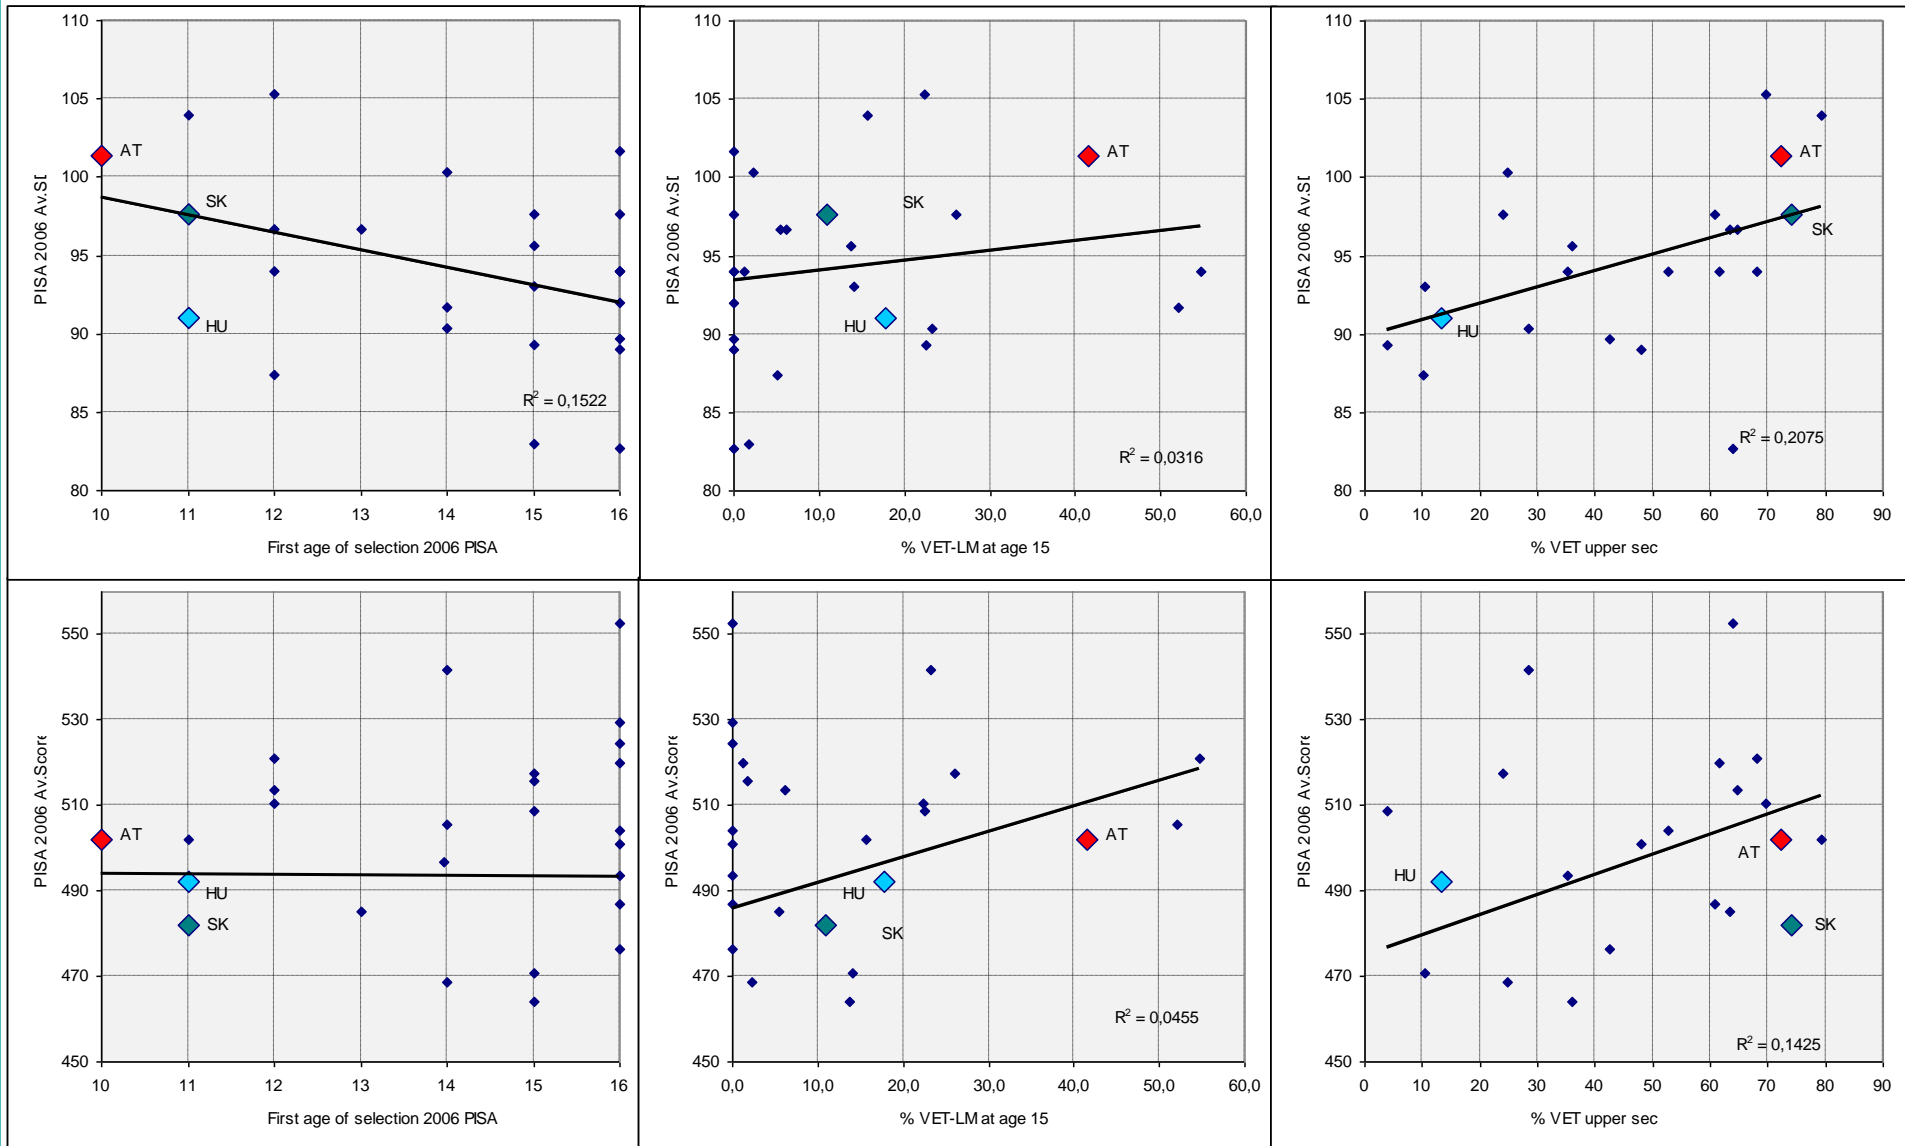 110
105
100
95
90
85
80
10 11 12 13 14 15 16
PISA 2006 Av.SD
First age of selection 2006 PISA
AT
SK
HU
R² = 0,1522
110
105
100
95
90
85
80
0,0 10,0 20,0 30,0 40,0 50,0 60,0
PISA 2006 Av.SD
% VET-LM at age 15
AT
SK
HU
R² = 0,0316
110
105
100
95
90
85
80
0 10 20 30 40 50 60 70 80 90
PISA 2006 Av.SD
% VET upper sec
AT
SK
HU
R² = 0,2075
550
530
510
490
470
450
10 11 12 13 14 15 16
PISA 2006 Av.Score
First age of selection 2006 PISA
AT
HU
SK
550
530
510
490
470
450
0,0 10,0 20,0 30,0 40,0 50,0 60,0
PISA 2006 Av.Score
% VET-LM at age 15
AT
HU
SK
R² = 0,0455
550
530
510
490
470
450
0 10 20 30 40 50 60 70 80 90
PISA 2006 Av.Score
% VET upper sec
AT
HU
SK
R² = 0,1425